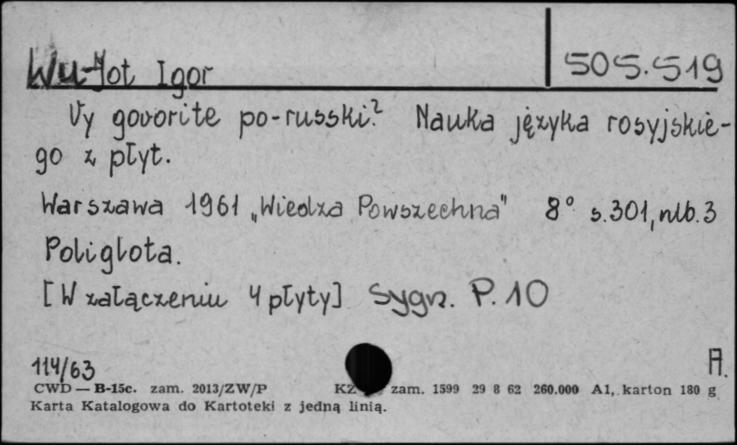 Wu-Yot Igor 505.519
Vy govorite po-russki? Nauka języka rosyjskie-
go z płyt.
Warszawa 1961 „Wiedza Powszechna" 8° s.301, nlb.3
Poliglota.
[W załączeniu 4 płyty] Sygn. P.10
114/63 A.
CWD — B-15c. zam. 2013/ZW/P KZ zam. 1599 29 8 62 260.000 A1, karton 180 g
Karta Katalogowa do Kartoteki z jedną linią.